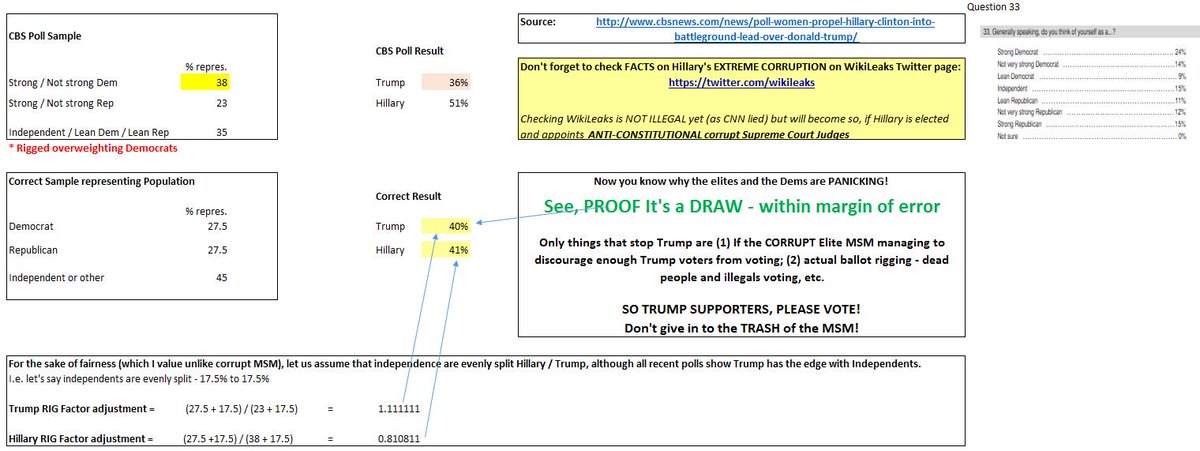 Question 33
CBS Poll Sample
% repres.
Strong / Not strong Dem 38
Strong / Not strong Rep 23
Independent / Lean Dem / Lean Rep 35
* Rigged overweighting Democrats
CBS Poll Result
Trump 36%
Hillary 51%
Source: http://www.cbsnews.com/news/poll-women-propel-hillary-clinton-into-
battleground-lead-over-donald-trump/
Don't forget to check FACTS on Hillary's EXTREME CORRUPTION on WikiLeaks Twitter page:
https://twitter.com/wikileaks
Checking WikiLeaks is NOT ILLEGAL yet (as CNN lied) but will become so, if Hillary is elected
and appoints ANTI-CONSTITUTIONAL corrupt Supreme Court Judges
33. Generally speaking, do you think of yourself as a...?
Strong Democrat 24%
Not very strong Democrat 14%
Lean Democrat 9%
Independent 15%
Lean Republican 11%
Not very strong Republican 12%
Strong Republican 15%
Not sure 0%
Correct Sample representing Population
% repres.
Democrat 27.5
Republican 27.5
Independent or other 45
Correct Result
Trump 40%
Hillary 41%
Now you know why the elites and the Dems are PANICKING!
See, PROOF It's a DRAW - within margin of error
Only things that stop Trump are (1) If the CORRUPT Elite MSM managing to
discourage enough Trump voters from voting; (2) actual ballot rigging - dead
people and illegals voting, etc.
SO TRUMP SUPPORTERS, PLEASE VOTE!
Don't give in to the TRASH of the MSM!
For the sake of fairness (which I value unlike corrupt MSM), let us assume that independence are evenly split Hillary / Trump, although all recent polls show Trump has the edge with Independents.
I.e. let's say independents are evenly split - 17.5% to 17.5%
Trump RIG Factor adjustment = (27.5 + 17.5) / (23 + 17.5) = 1.111111
Hillary RIG Factor adjustment = (27.5 +17.5) / (38 + 17.5) = 0.810811